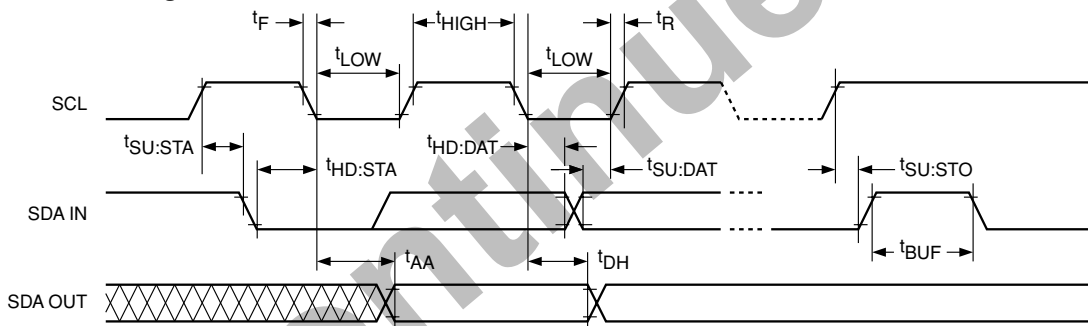 tF tHIGH tR
tLOW tLOW
SCL
tSU:STA tHD:STA tHD:DAT tSU:DAT tSU:STO
SDA IN
tBUF
tAA tDH
SDA OUT